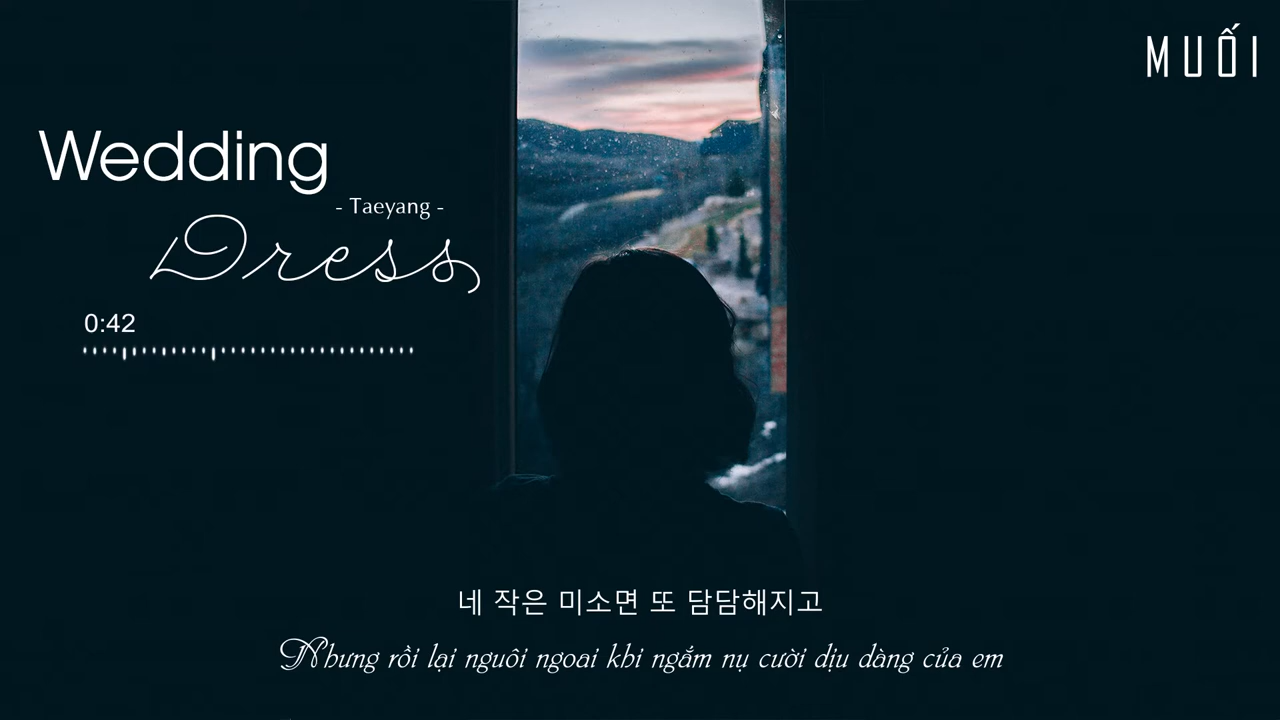 MUỐI
Wedding
- Taeyang -
Dress
0:42
네 작은 미소면 또 담담해지고
Nhưng rồi lại nguôi ngoai khi ngắm nụ cười dịu dàng của em